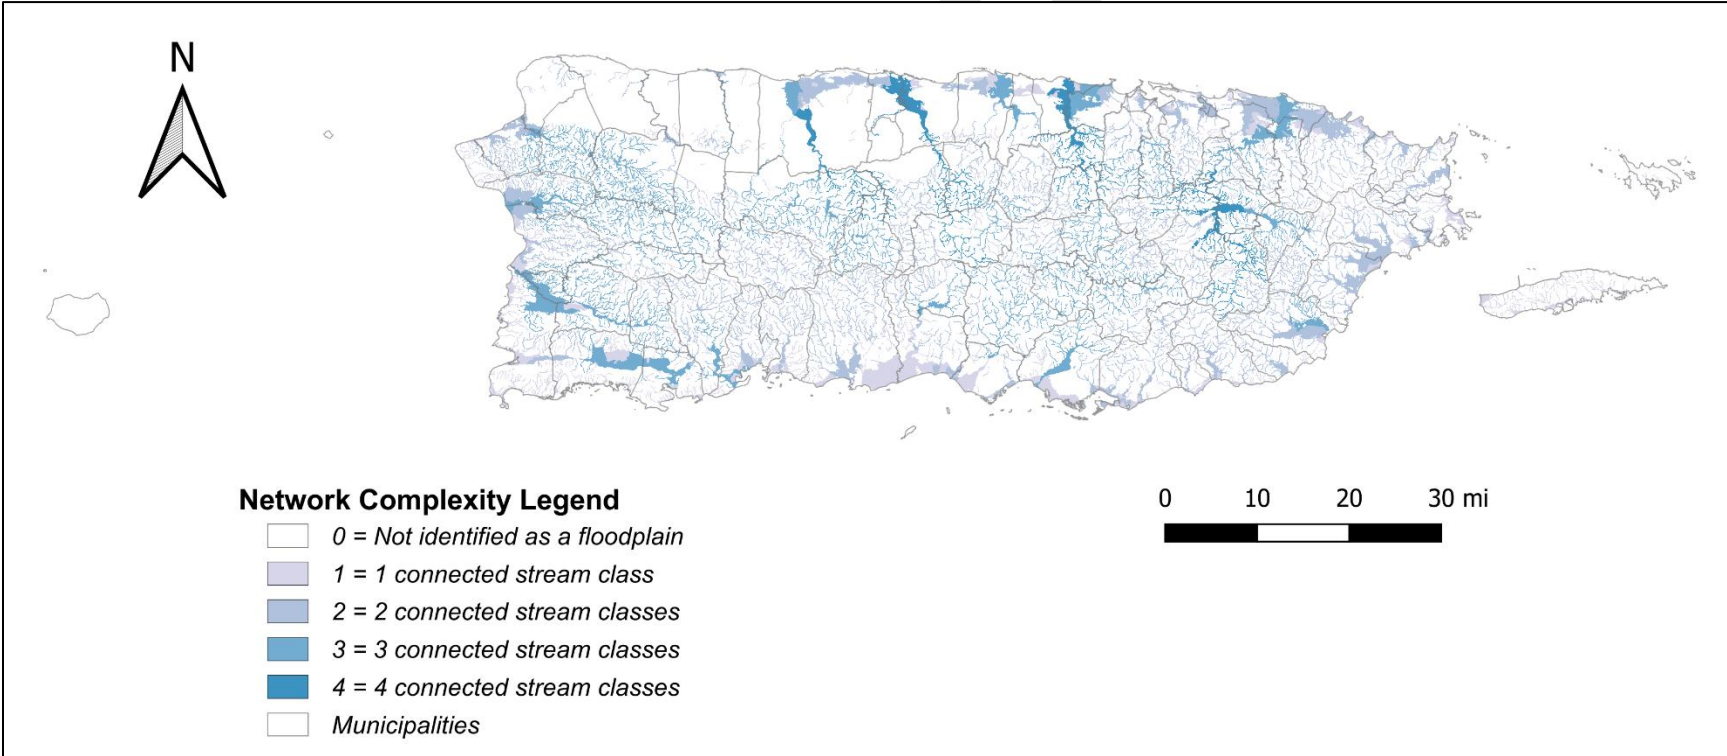 N
Network Complexity Legend
0 = Not identified as a floodplain
1 = 1 connected stream class
2 = 2 connected stream classes
3 = 3 connected stream classes
4 = 4 connected stream classes
Municipalities
0 10 20 30 mi